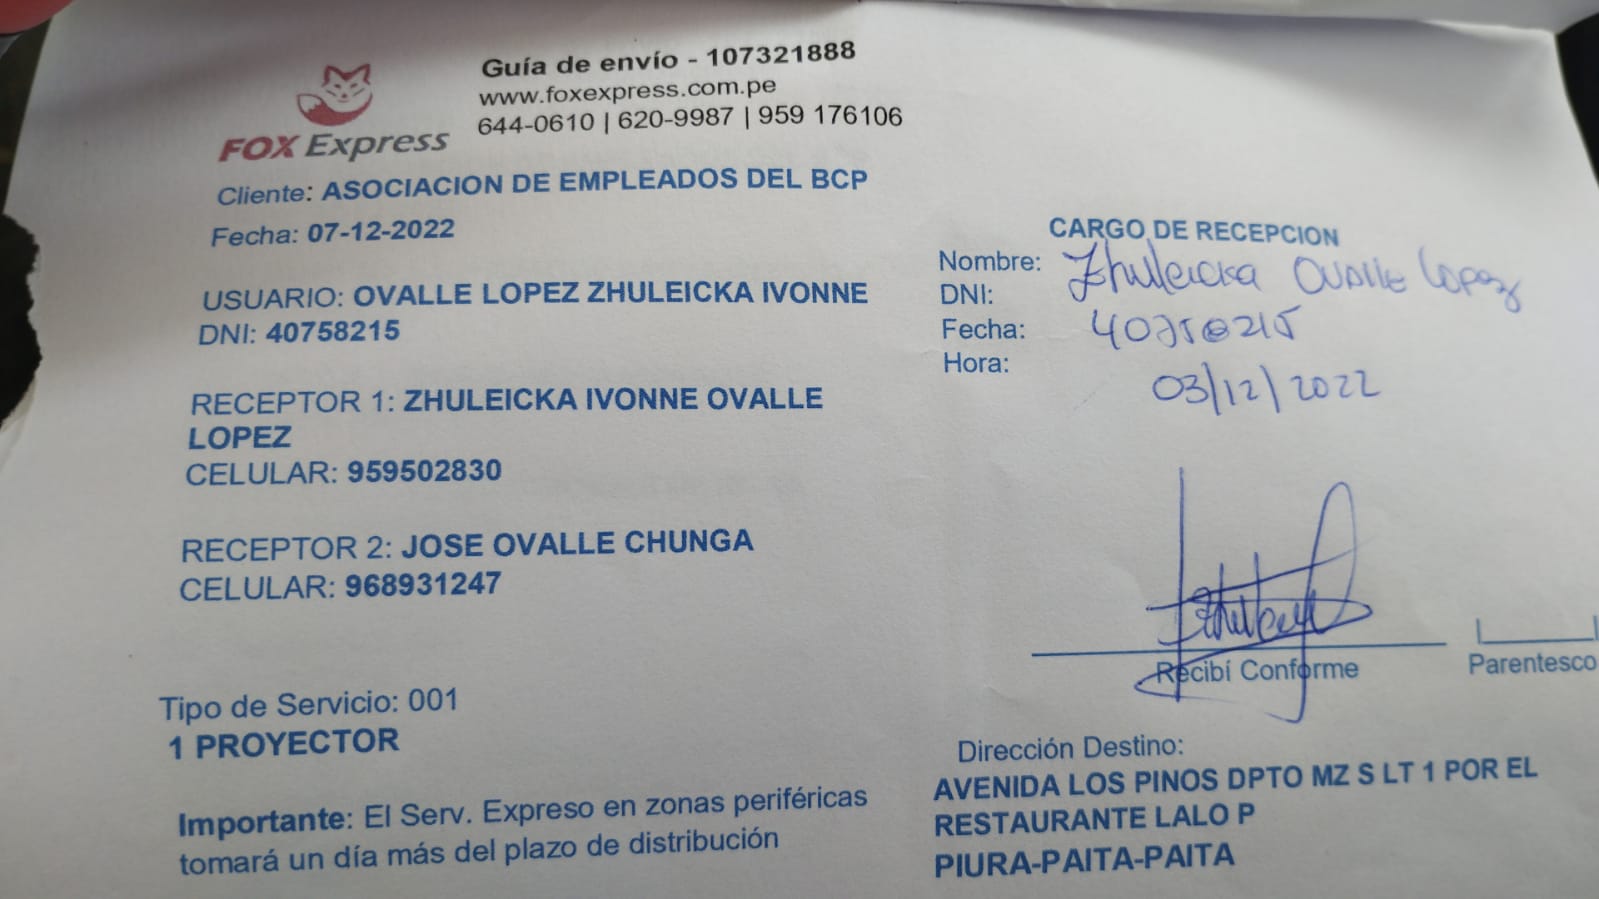 FOX Express
Guía de envío - 107321888
www.foxexpress.com.pe
644-0610 | 620-9987 | 959 176106
Cliente: ASOCIACION DE EMPLEADOS DEL BCP
Fecha: 07-12-2022
USUARIO: OVALLE LOPEZ ZHULEICKA IVONNE
DNI: 40758215
RECEPTOR 1: ZHULEICKA IVONNE OVALLE
LOPEZ
CELULAR: 959502830
RECEPTOR 2: JOSE OVALLE CHUNGA
CELULAR: 968931247
Tipo de Servicio: 001
1 PROYECTOR
Importante: El Serv. Expreso en zonas periféricas
tomará un día más del plazo de distribución
CARGO DE RECEPCION
Nombre: Zhuleicka Ovalle Lopez
DNI: 40758215
Fecha: 03/12/2022
Hora:
Recibí Conforme
Parentesco
Dirección Destino:
AVENIDA LOS PINOS DPTO MZ S LT 1 POR EL
RESTAURANTE LALO P
PIURA-PAITA-PAITA